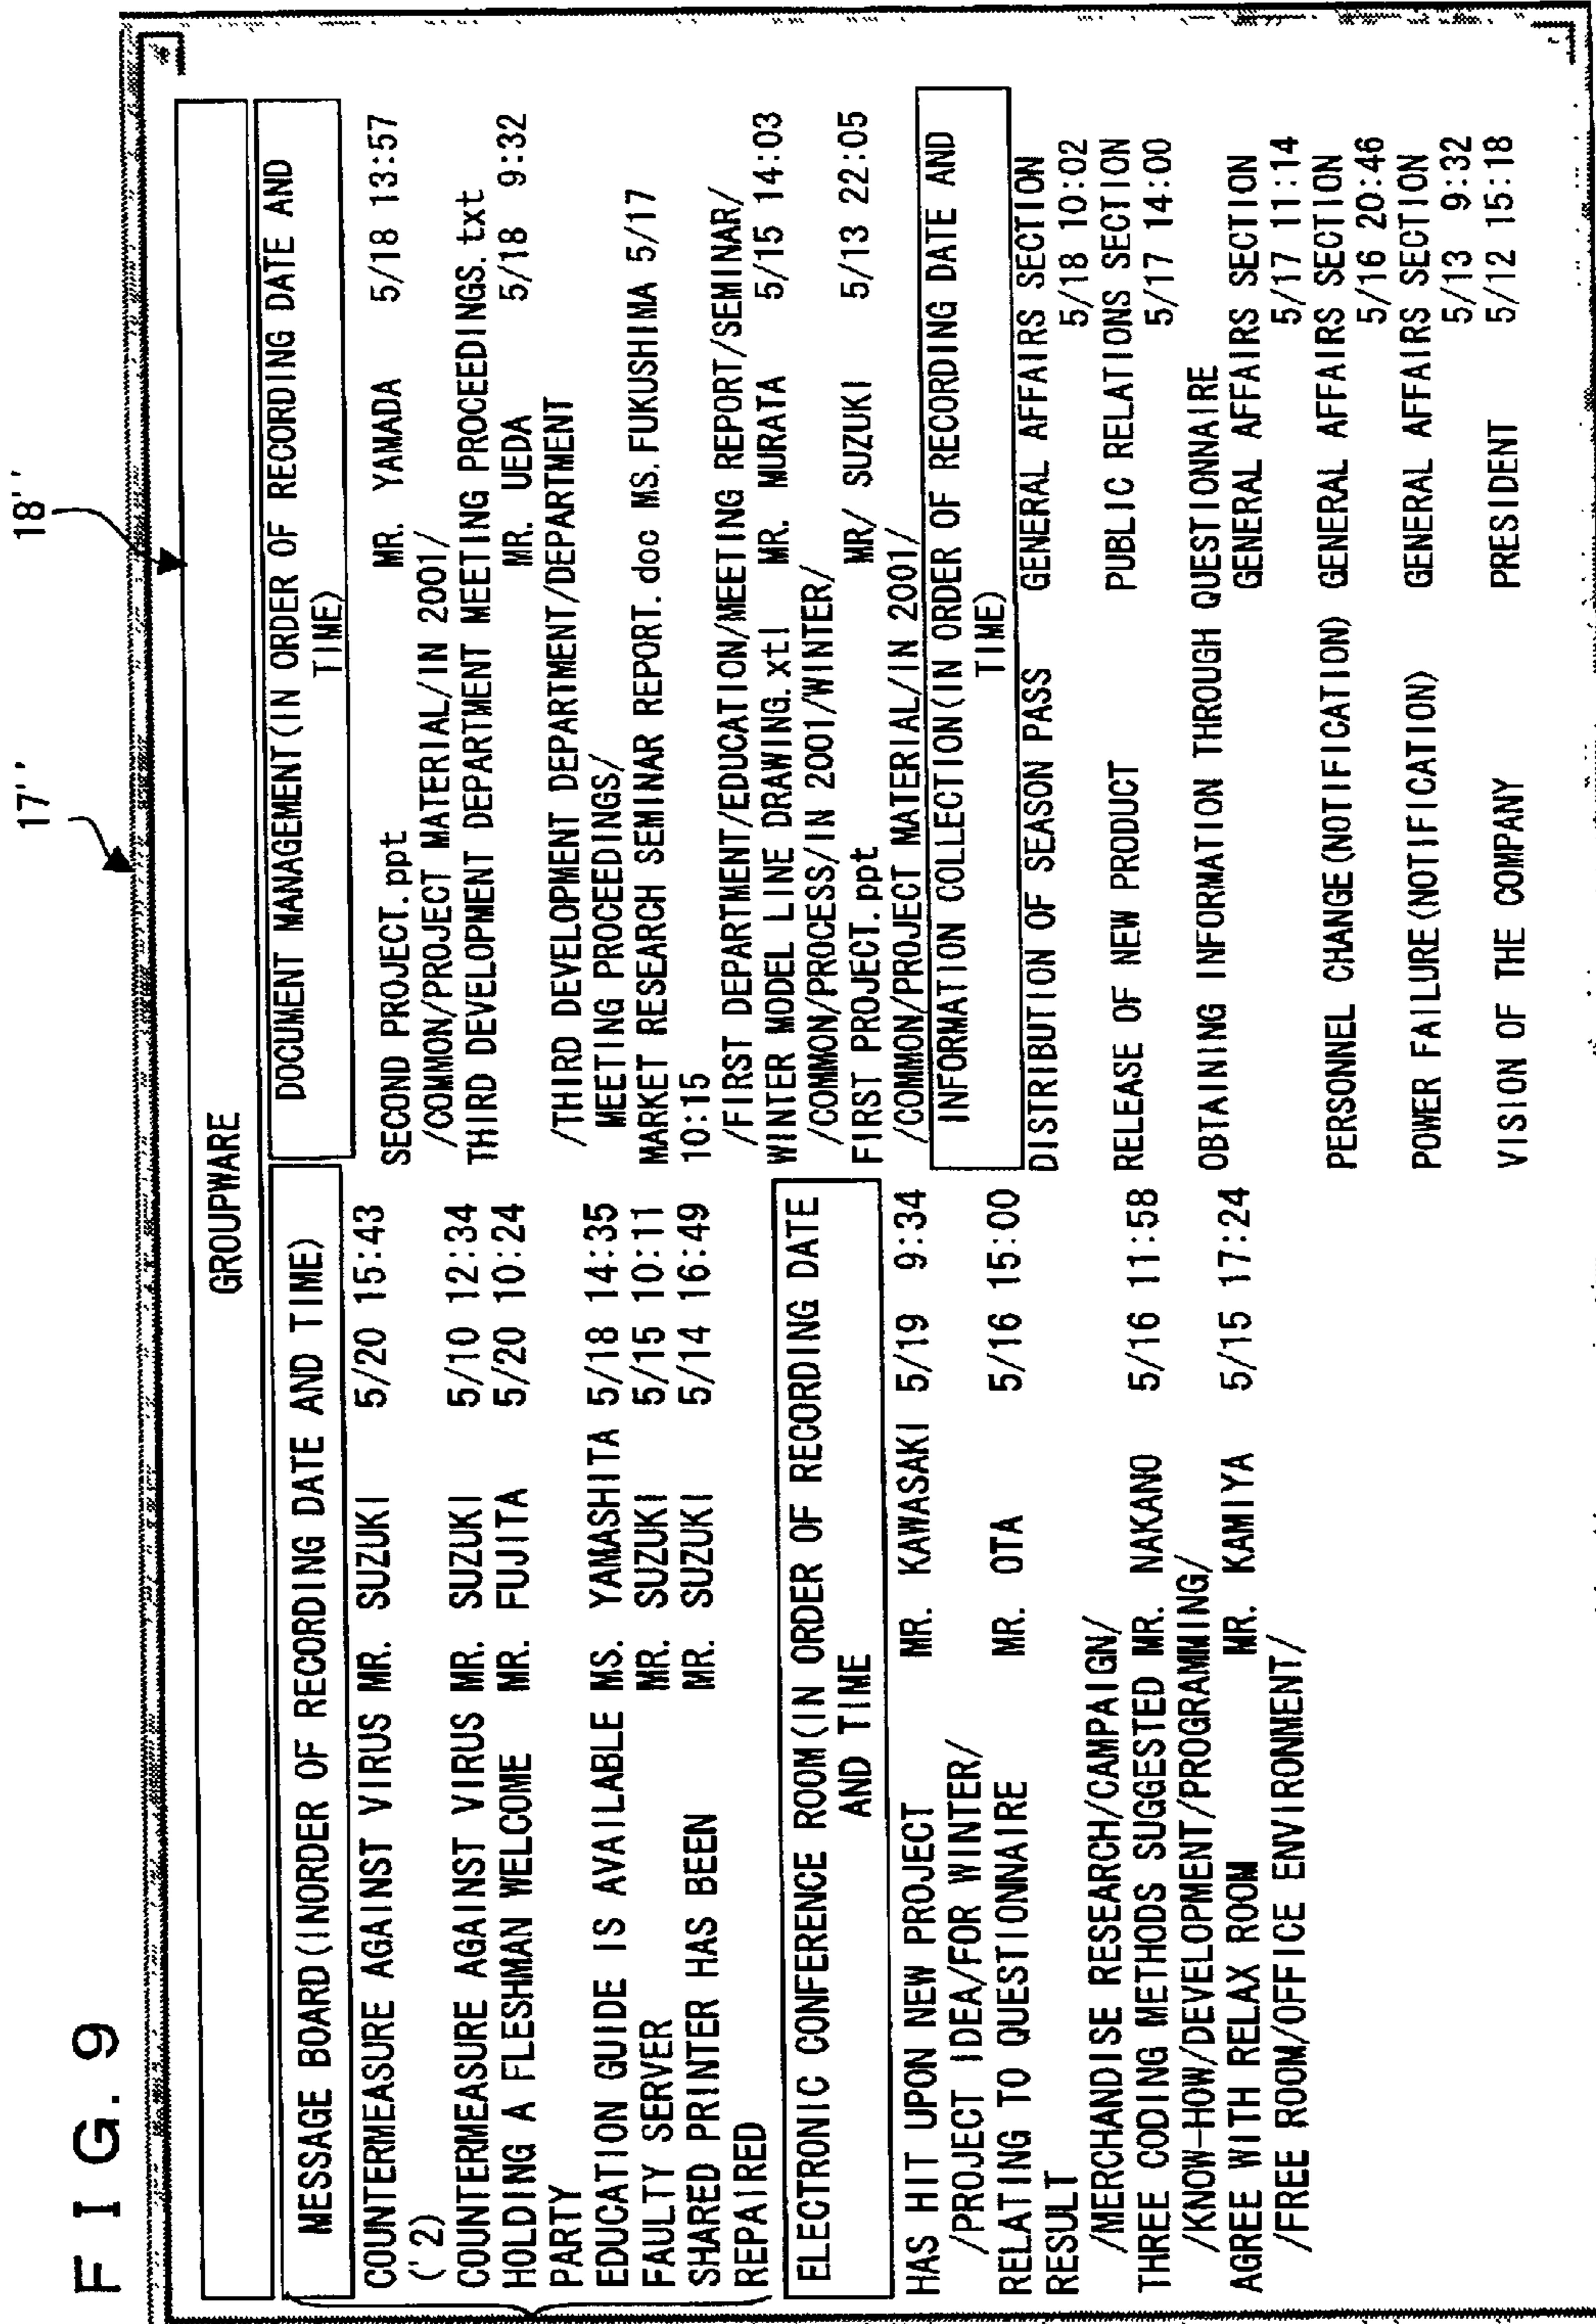 FIG. 9
17''
18''
GROUPWARE
MESSAGE BOARD(INORDER OF RECORDING DATE AND TIME)
COUNTERMEASURE AGAINST VIRUS MR. SUZUKI 5/20 15:43
('2)
COUNTERMEASURE AGAINST VIRUS MR. SUZUKI 5/10 12:34
HOLDING A FLESHMAN WELCOME MR. FUJITA 5/20 10:24
PARTY
EDUCATION GUIDE IS AVAILABLE MS. YAMASHITA 5/18 14:35
FAULTY SERVER MR. SUZUKI 5/15 10:11
SHARED PRINTER HAS BEEN MR. SUZUKI 5/14 16:49
REPAIRED
ELECTRONIC CONFERENCE ROOM(IN ORDER OF RECORDING DATE
AND TIME
HAS HIT UPON NEW PROJECT MR. KAWASAKI 5/19 9:34
/PROJECT IDEA/FOR WINTER/
RELATING TO QUESTIONNAIRE MR. OTA 5/16 15:00
RESULT
/MERCHANDISE RESEARCH/CAMPAIGN/
THREE CODING METHODS SUGGESTED MR. NAKANO 5/16 11:58
/KNOW-HOW/DEVELOPMENT/PROGRAMING/
AGREE WITH RELAX ROOM MR. KAMIYA 5/15 17:24
/FREE ROOM/OFFICE ENVIRONMENT/
DOCUMENT MANAGEMENT(IN ORDER OF RECORDING DATE AND
TIME)
SECOND PROJECT.ppt MR. YAMADA 5/18 13:57
/COMMON/PROJECT MATERIAL/IN 2001/
THIRD DEVELOPMENT DEPARTMENT MEETING PROCEEDINGS.txt
MR. UEDA 5/18 9:32
/THIRD DEVELOPMENT DEPARTMENT/DEPARTMENT
MEETING PROCEEDINGS/
MARKET RESEARCH SEMINAR REPORT.doc MS.FUKUSHIMA 5/17
10:15
/FIRST DEPARTMENT/EDUCATION/MEETING REPORT/SEMINAR/
WINTER MODEL LINE DRAWING.xtl MR. MURATA 5/15 14:03
/COMMON/PROCESS/IN 2001/WINTER/
FIRST PROJECT.ppt MR/ SUZUKI 5/13 22:05
/COMMON/PROJECT MATERIAL/IN 2001/
INFORMATION COLLECTION(IN ORDER OF RECORDING DATE AND
TIME)
DISTRIBUTION OF SEASON PASS GENERAL AFFAIRS SECTION
5/18 10:02
RELEASE OF NEW PRODUCT PUBLIC RELATIONS SECTION
5/17 14:00
OBTAINING INFORMATION THROUGH QUESTIONNAIRE
GENERAL AFFAIRS SECTION
5/17 11:14
PERSONNEL CHANGE(NOTIFICATION) GENERAL AFFAIRS SECTION
5/16 20:46
POWER FAILURE(NOTIFICATION) GENERAL AFFAIRS SECTION
5/13 9:32
VISION OF THE COMPANY PRESIDENT 5/12 15:18